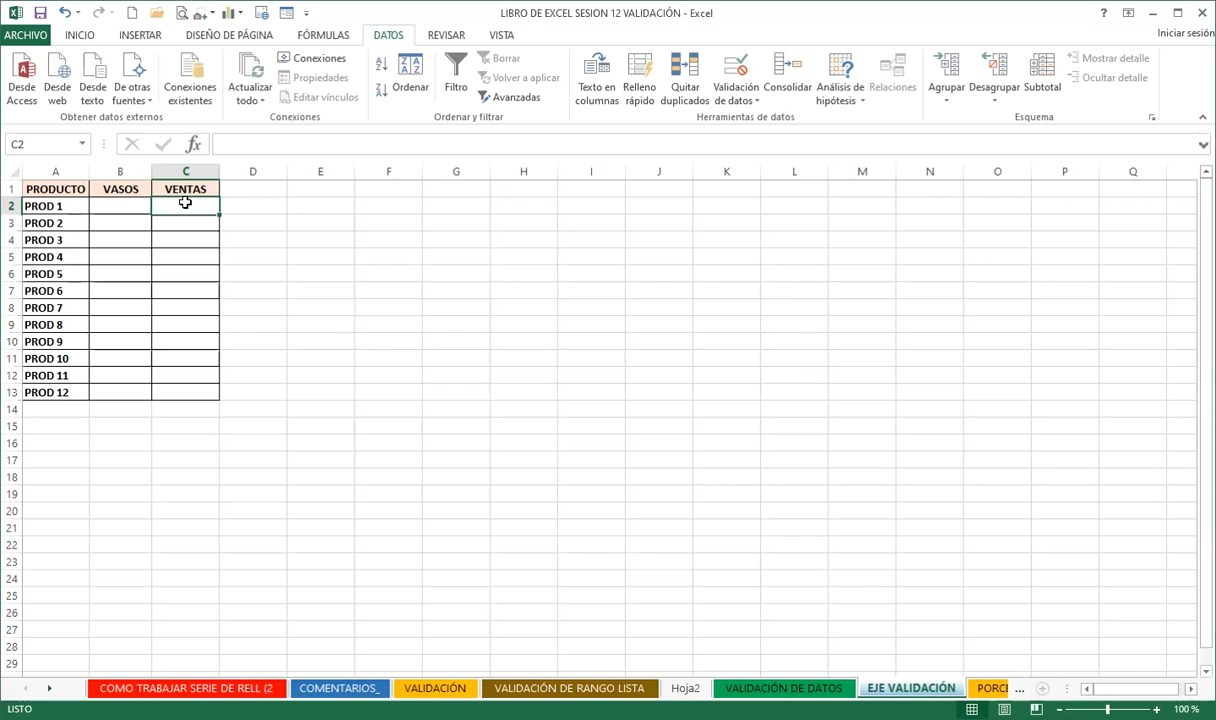 LIBRO DE EXCEL SESION 12 VALIDACIÓN - Excel
?
ARCHIVO INICIO INSERTAR DISEÑO DE PÁGINA FÓRMULAS DATOS REVISAR VISTA Iniciar sesión
Desde Access
Desde web
Desde texto
De otras fuentes
Conexiones existentes
Obtener datos externos
Actualizar todo
Conexiones
Propiedades
Editar vínculos
Conexiones
Ordenar
Filtro
Borrar
Volver a aplicar
Avanzadas
Ordenar y filtrar
Texto en columnas
Relleno rápido
Quitar duplicados
Validación de datos
Consolidar
Análisis de hipótesis
Relaciones
Herramientas de datos
Agrupar
Desagrupar
Subtotal
Mostrar detalle
Ocultar detalle
Esquema
C2 fx
A B C D E F G H I J K L M N O P Q
1 PRODUCTO VASOS VENTAS
2 PROD 1
3 PROD 2
4 PROD 3
5 PROD 4
6 PROD 5
7 PROD 6
8 PROD 7
9 PROD 8
10 PROD 9
11 PROD 10
12 PROD 11
13 PROD 12
14
15
16
17
18
19
20
21
22
23
24
25
26
27
28
29
COMO TRABAJAR SERIE DE RELL (2 COMENTARIOS_ VALIDACIÓN VALIDACIÓN DE RANGO LISTA Hoja2 VALIDACIÓN DE DATOS EJE VALIDACIÓN PORCE ...
LISTO 100 %